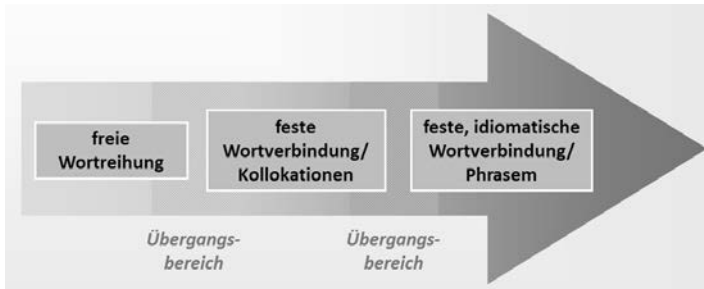 freie
Wortreihung
feste
Wortverbindung/
Kollokationen
feste, idiomatische
Wortverbindung/
Phrasem
Übergangs-
bereich
Übergangs-
bereich